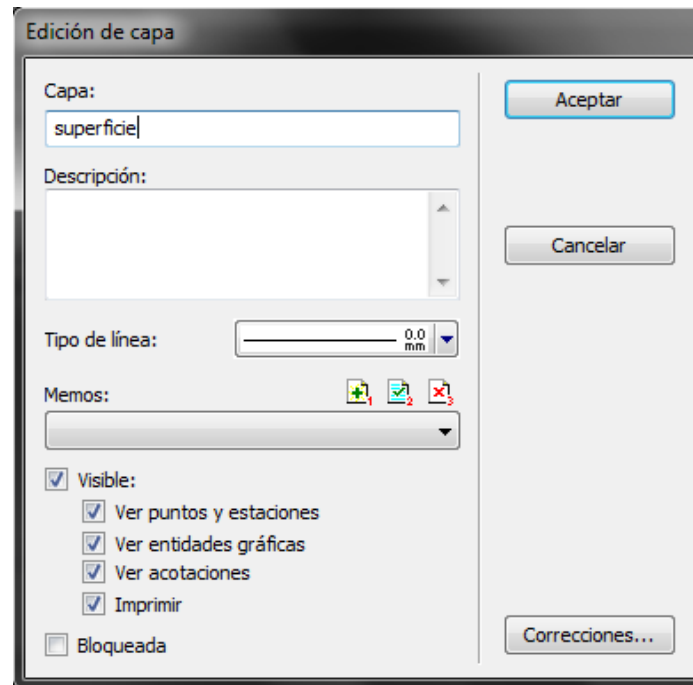 Edición de capa
Capa:
superficie
Aceptar
Descripción:
Cancelar
Tipo de línea:
0.0
mm
Memos:
1 2 3
Visible:
Ver puntos y estaciones
Ver entidades gráficas
Ver acotaciones
Imprimir
Bloqueada
Correcciones...